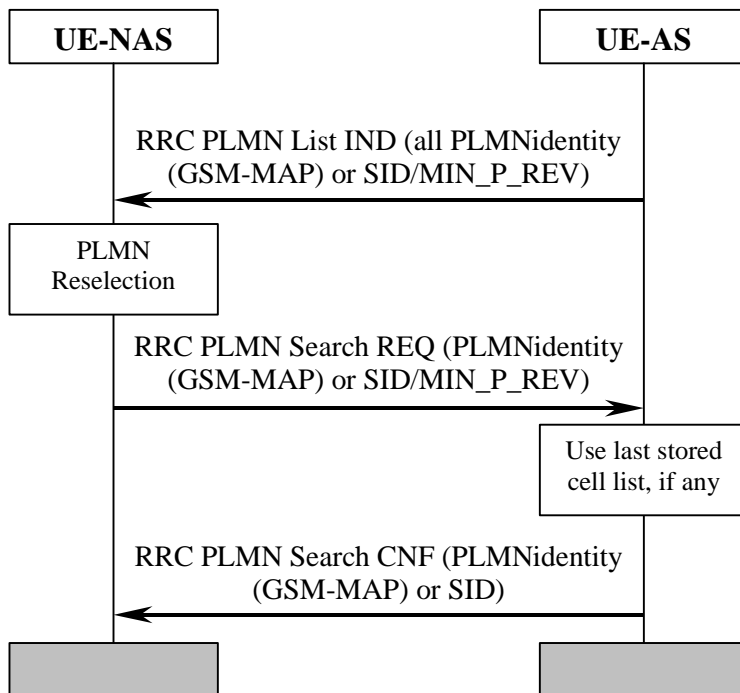 UE-NAS
UE-AS
RRC PLMN List IND (all PLMNidentity
(GSM-MAP) or SID/MIN_P_REV)
PLMN
Reselection
RRC PLMN Search REQ (PLMNidentity
(GSM-MAP) or SID/MIN_P_REV)
Use last stored
cell list, if any
RRC PLMN Search CNF (PLMNidentity
(GSM-MAP) or SID)